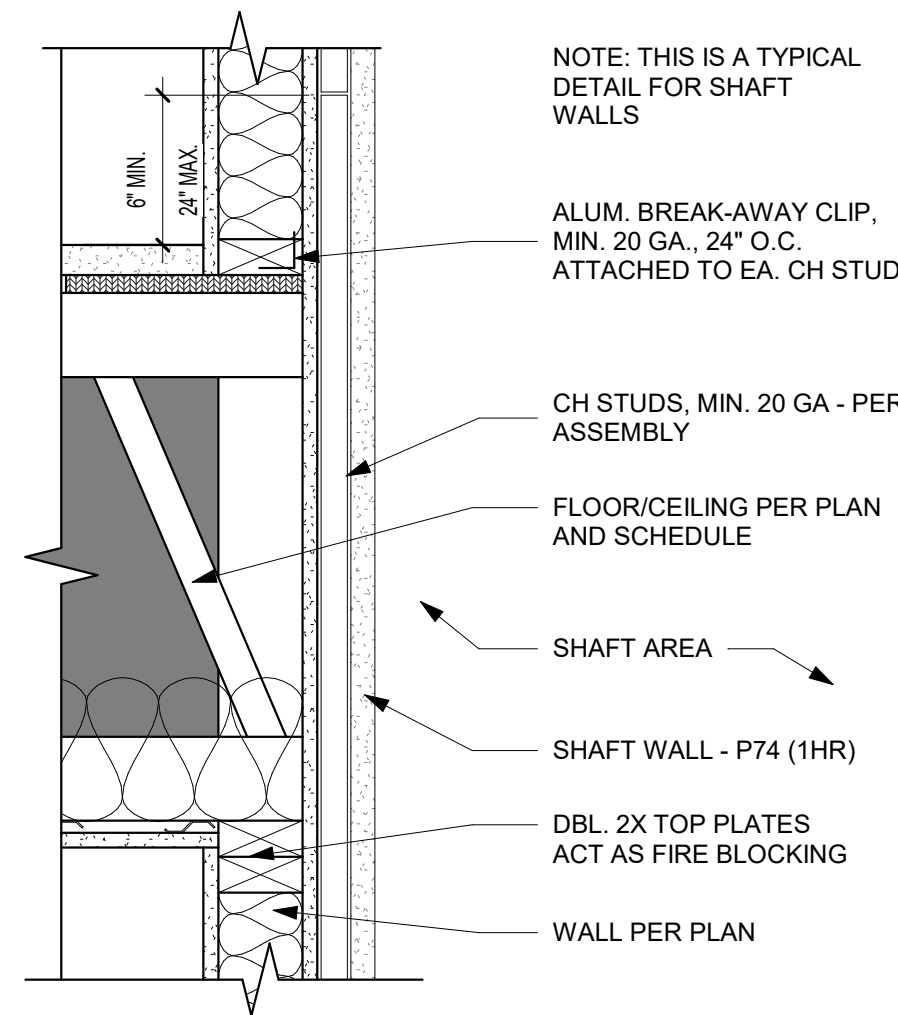 NOTE: THIS IS A TYPICAL
DETAIL FOR SHAFT
WALLS
6" MIN.
24" MAX.
ALUM. BREAK-AWAY CLIP,
MIN. 20 GA., 24" O.C.
ATTACHED TO EA. CH STUD
CH STUDS, MIN. 20 GA - PER
ASSEMBLY
FLOOR/CEILING PER PLAN
AND SCHEDULE
SHAFT AREA
SHAFT WALL - P74 (1HR)
DBL. 2X TOP PLATES
ACT AS FIRE BLOCKING
WALL PER PLAN